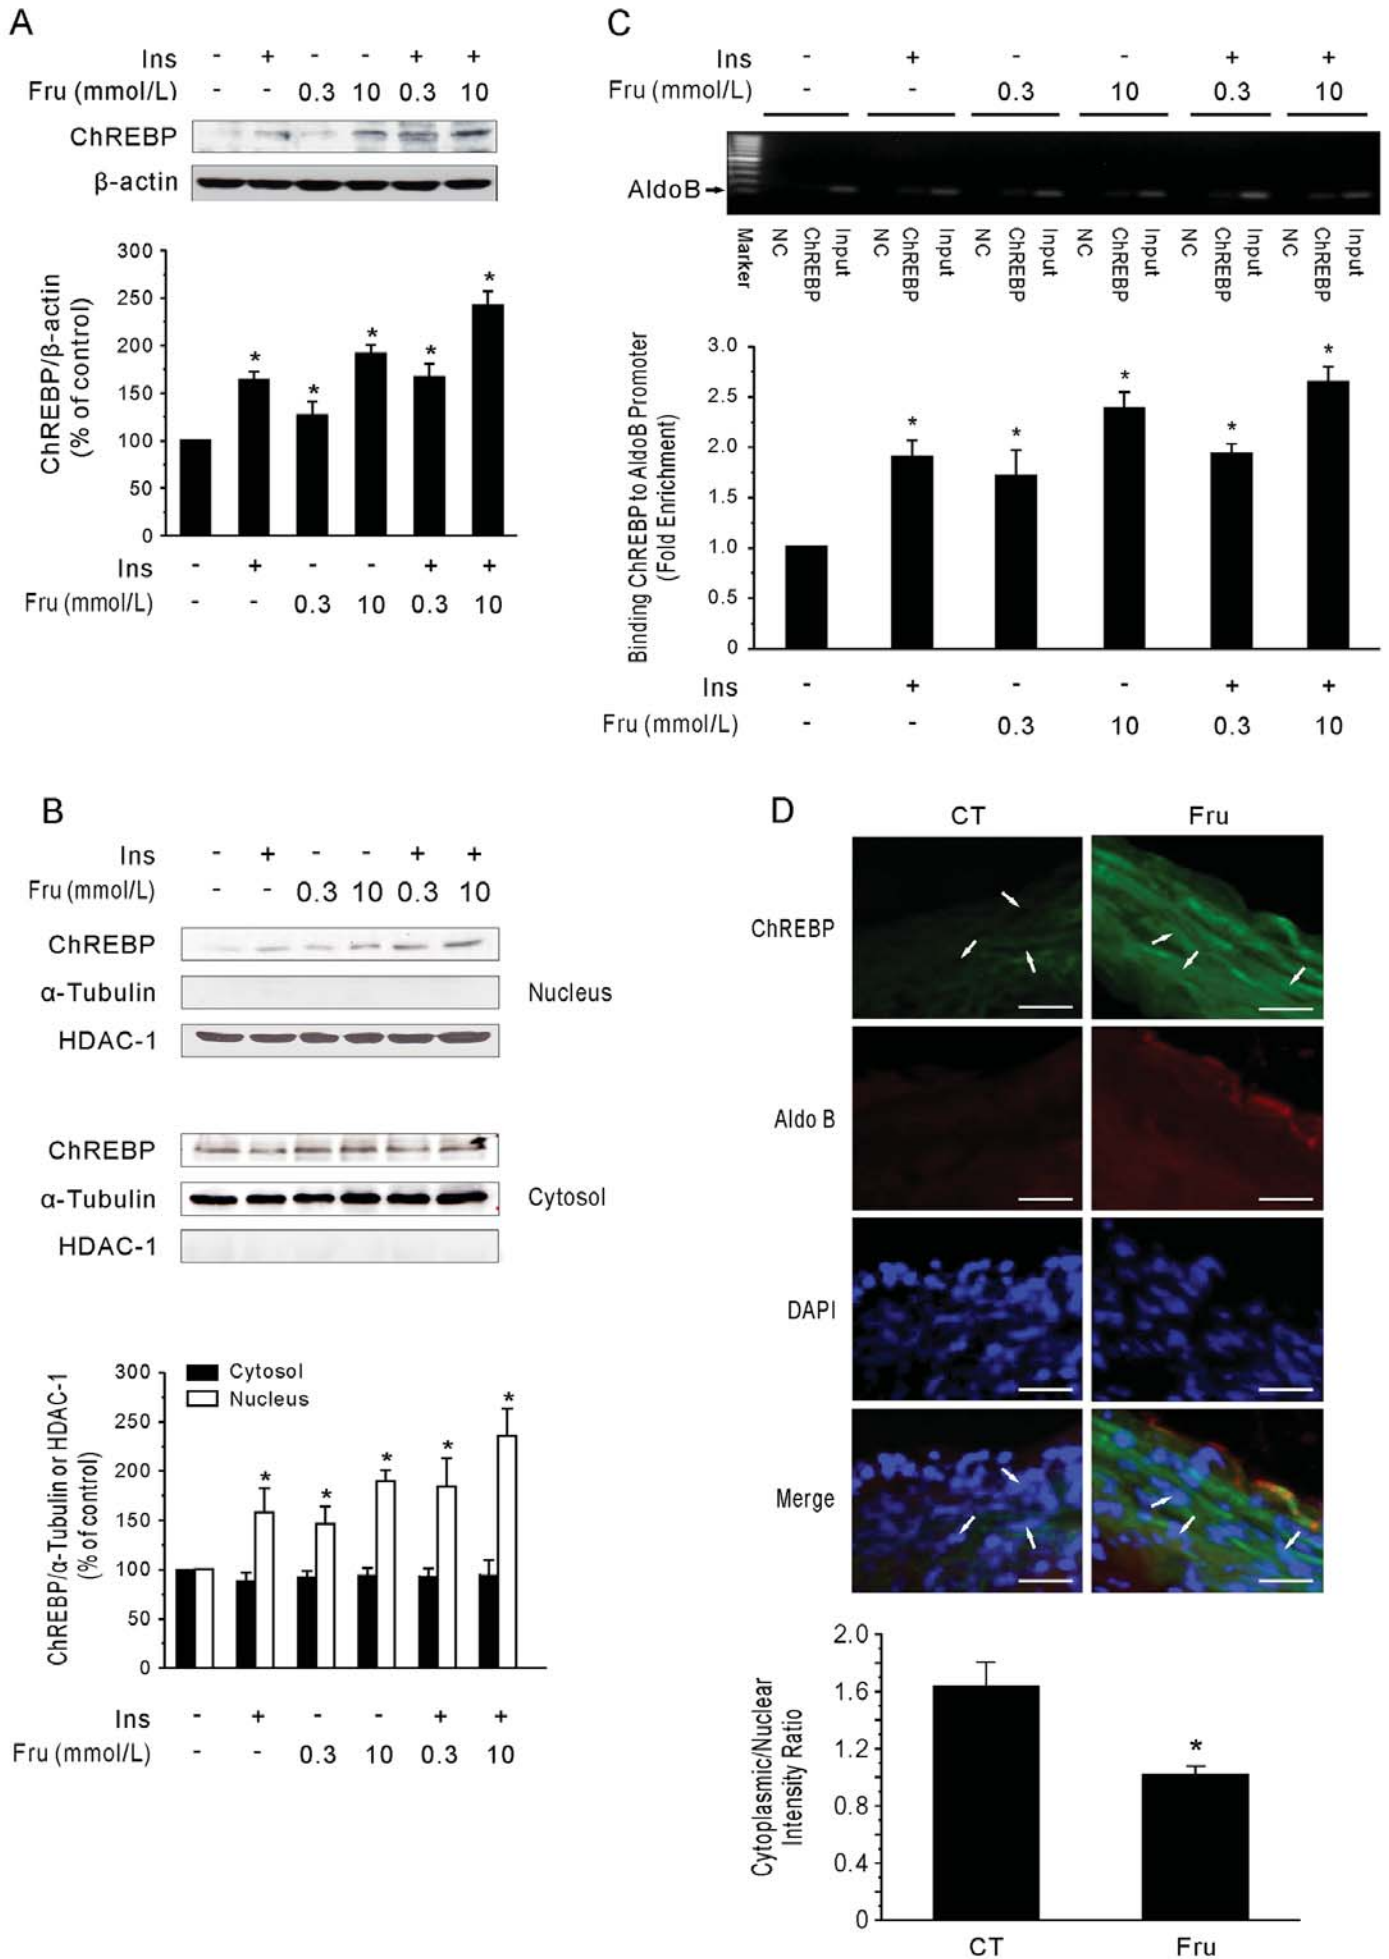 A
Ins - + - - + +
Fru (mmol/L) - - 0.3 10 0.3 10
ChREBP
β-actin
300
250
200
150
100
50
0
ChREBP/β-actin
(% of control)
* * * * *
Ins - + - - + +
Fru (mmol/L) - - 0.3 10 0.3 10
C
Ins - + - - + +
Fru (mmol/L) - - 0.3 10 0.3 10
AldoB
Marker NC ChREBP Input NC ChREBP Input NC ChREBP Input NC ChREBP Input NC ChREBP Input NC ChREBP Input
3.0
2.5
2.0
1.5
1.0
0.5
0
Binding ChREBP to AldoB Promoter
(Fold Enrichment)
* * * * *
Ins - + - - + +
Fru (mmol/L) - - 0.3 10 0.3 10
B
Ins - + - - + +
Fru (mmol/L) - - 0.3 10 0.3 10
ChREBP
α-Tubulin Nucleus
HDAC-1
ChREBP
α-Tubulin Cytosol
HDAC-1
300
250
200
150
100
50
0
ChREBP/α-Tubulin or HDAC-1
(% of control)
Cytosol
Nucleus
* * * * *
Ins - + - - + +
Fru (mmol/L) - - 0.3 10 0.3 10
D
CT Fru
ChREBP
Aldo B
DAPI
Merge
2.0
1.6
1.2
0.8
0.4
0
Cytoplasmic/Nuclear
Intensity Ratio
*
CT Fru